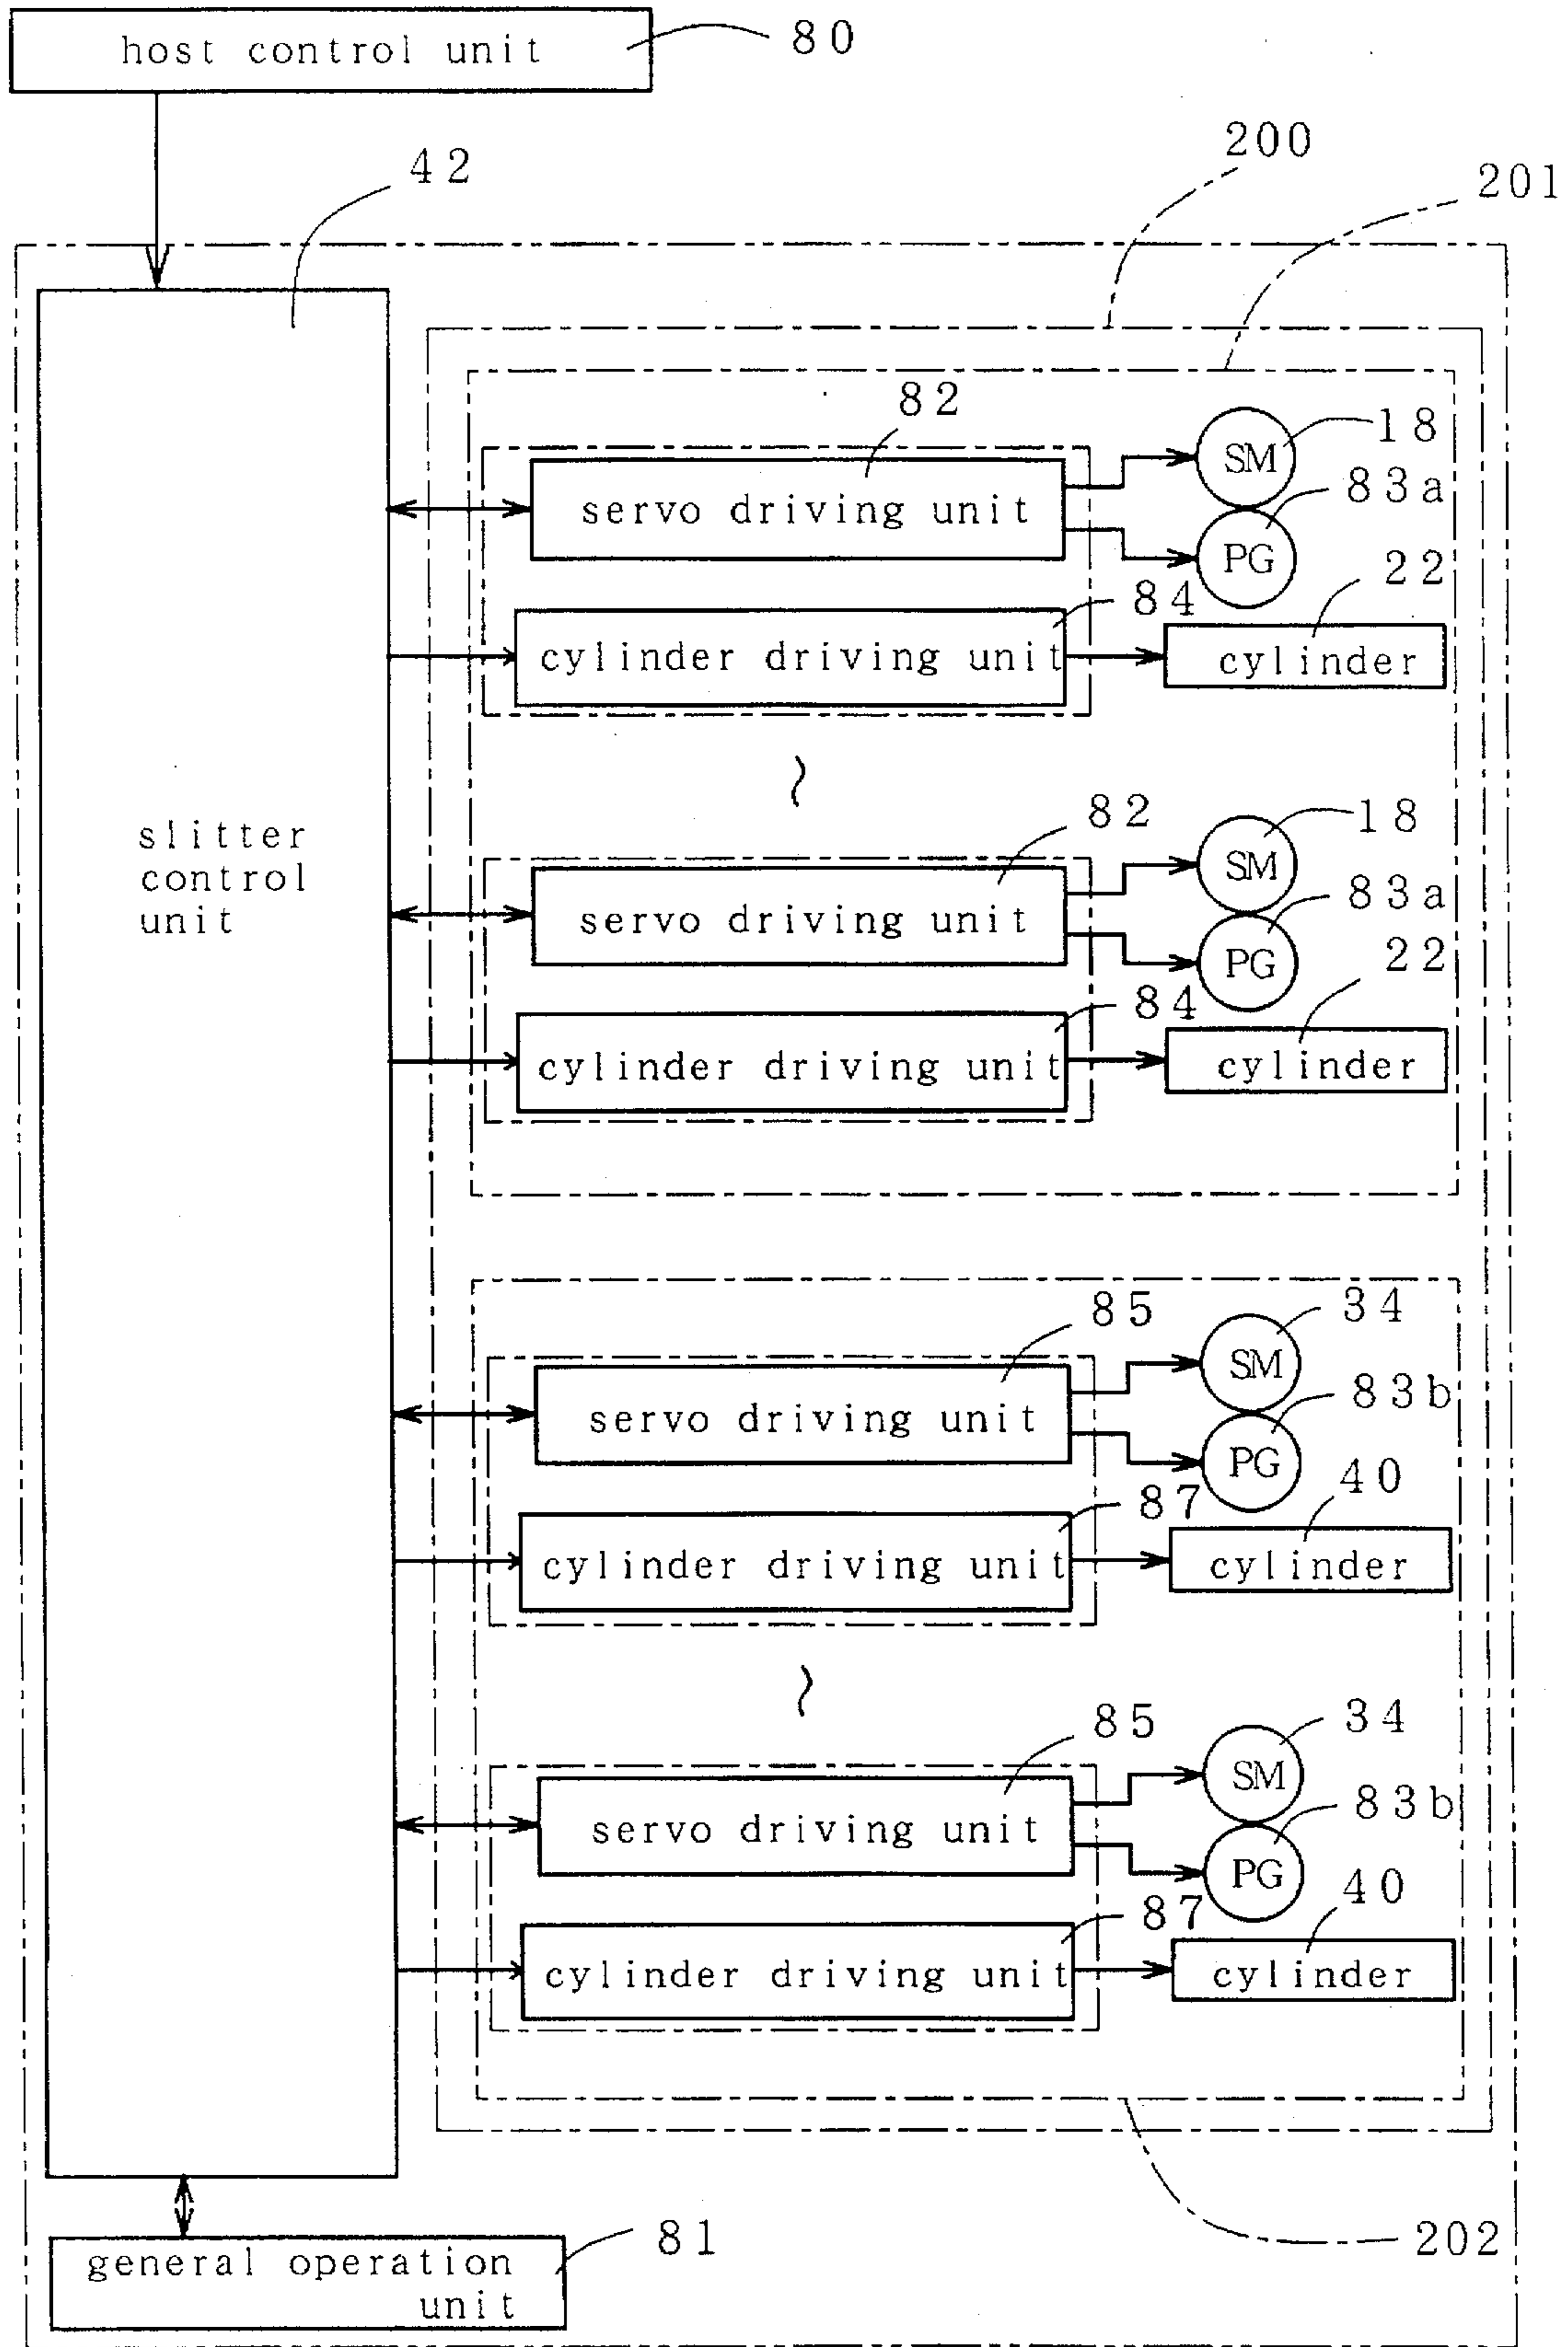 host control unit
80
42
200
201
82
18
SM
servo driving unit
83a
PG
84
22
cylinder driving unit
cylinder
slitter
control
unit
82
18
SM
servo driving unit
83a
PG
84
22
cylinder driving unit
cylinder
85
34
SM
servo driving unit
83b
PG
87
40
cylinder driving unit
cylinder
85
34
SM
servo driving unit
83b
PG
87
40
cylinder driving unit
cylinder
general operation
unit
81
202